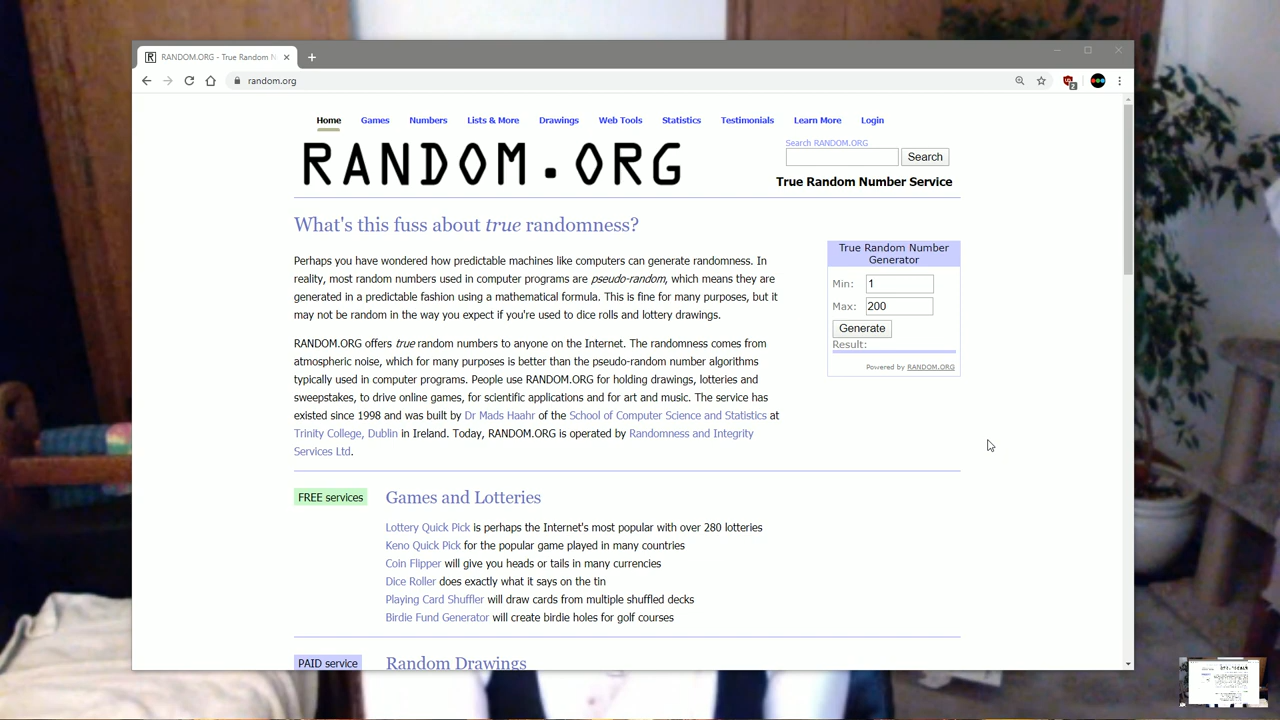 RANDOM.ORG - True Random N
random.org
2
Home Games Numbers Lists & More Drawings Web Tools Statistics Testimonials Learn More Login
RANDOM.ORG
Search RANDOM.ORG
Search
True Random Number Service
What's this fuss about true randomness?
Perhaps you have wondered how predictable machines like computers can generate randomness. In
reality, most random numbers used in computer programs are pseudo-random, which means they are
generated in a predictable fashion using a mathematical formula. This is fine for many purposes, but it
may not be random in the way you expect if you're used to dice rolls and lottery drawings.
RANDOM.ORG offers true random numbers to anyone on the Internet. The randomness comes from
atmospheric noise, which for many purposes is better than the pseudo-random number algorithms
typically used in computer programs. People use RANDOM.ORG for holding drawings, lotteries and
sweepstakes, to drive online games, for scientific applications and for art and music. The service has
existed since 1998 and was built by Dr Mads Haahr of the School of Computer Science and Statistics at
Trinity College, Dublin in Ireland. Today, RANDOM.ORG is operated by Randomness and Integrity
Services Ltd.
True Random Number
Generator
Min: 1
Max: 200
Generate
Result:
Powered by RANDOM.ORG
FREE services
Games and Lotteries
Lottery Quick Pick is perhaps the Internet's most popular with over 280 lotteries
Keno Quick Pick for the popular game played in many countries
Coin Flipper will give you heads or tails in many currencies
Dice Roller does exactly what it says on the tin
Playing Card Shuffler will draw cards from multiple shuffled decks
Birdie Fund Generator will create birdie holes for golf courses
PAID service
Random Drawings